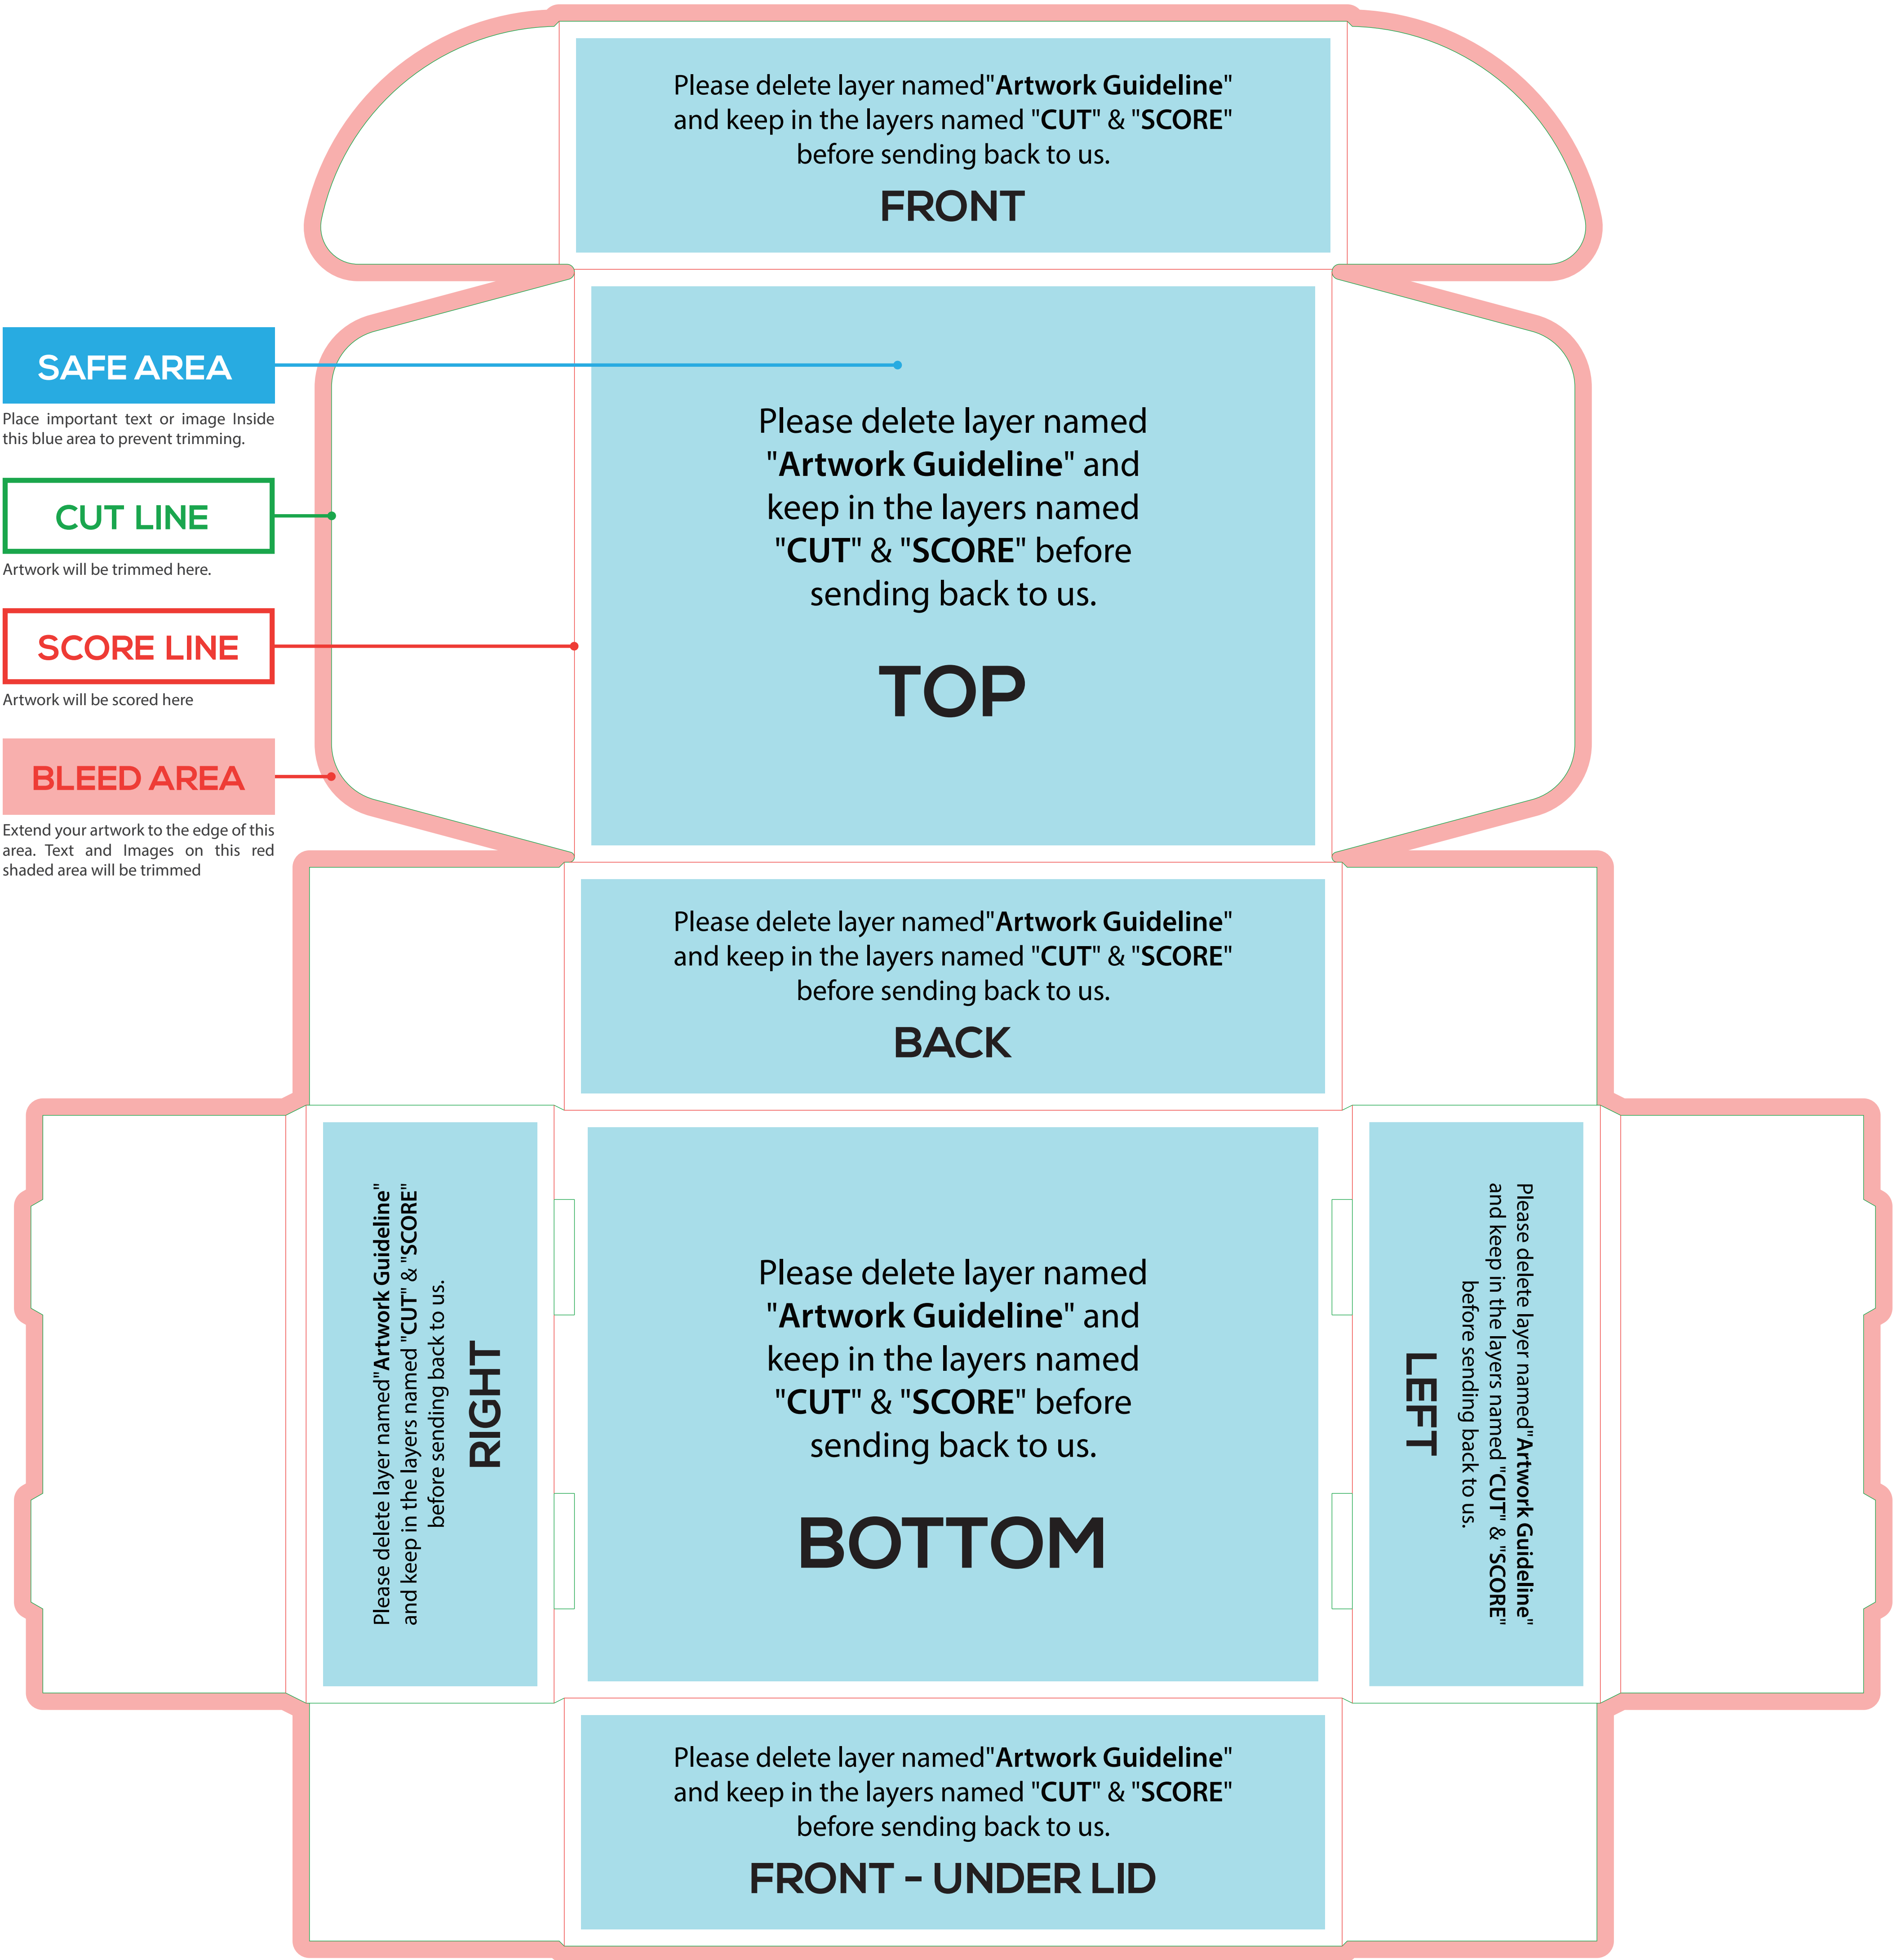 Please delete layer named"Artwork Guideline"
and keep in the layers named "CUT" & "SCORE"
before sending back to us.
FRONT
SAFE AREA
Place important text or image Inside
this blue area to prevent trimming.
CUT LINE
Artwork will be trimmed here.
SCORE LINE
Artwork will be scored here
BLEED AREA
Extend your artwork to the edge of this
area. Text and Images on this red
shaded area will be trimmed
Please delete layer named
"Artwork Guideline" and
keep in the layers named
"CUT" & "SCORE" before
sending back to us.
TOP
Please delete layer named"Artwork Guideline"
and keep in the layers named "CUT" & "SCORE"
before sending back to us.
BACK
Please delete layer named"Artwork Guideline"
and keep in the layers named "CUT" & "SCORE"
before sending back to us.
RIGHT
Please delete layer named
"Artwork Guideline" and
keep in the layers named
"CUT" & "SCORE" before
sending back to us.
BOTTOM
Please delete layer named"Artwork Guideline"
and keep in the layers named "CUT" & "SCORE"
before sending back to us.
LEFT
Please delete layer named"Artwork Guideline"
and keep in the layers named "CUT" & "SCORE"
before sending back to us.
FRONT - UNDER LID